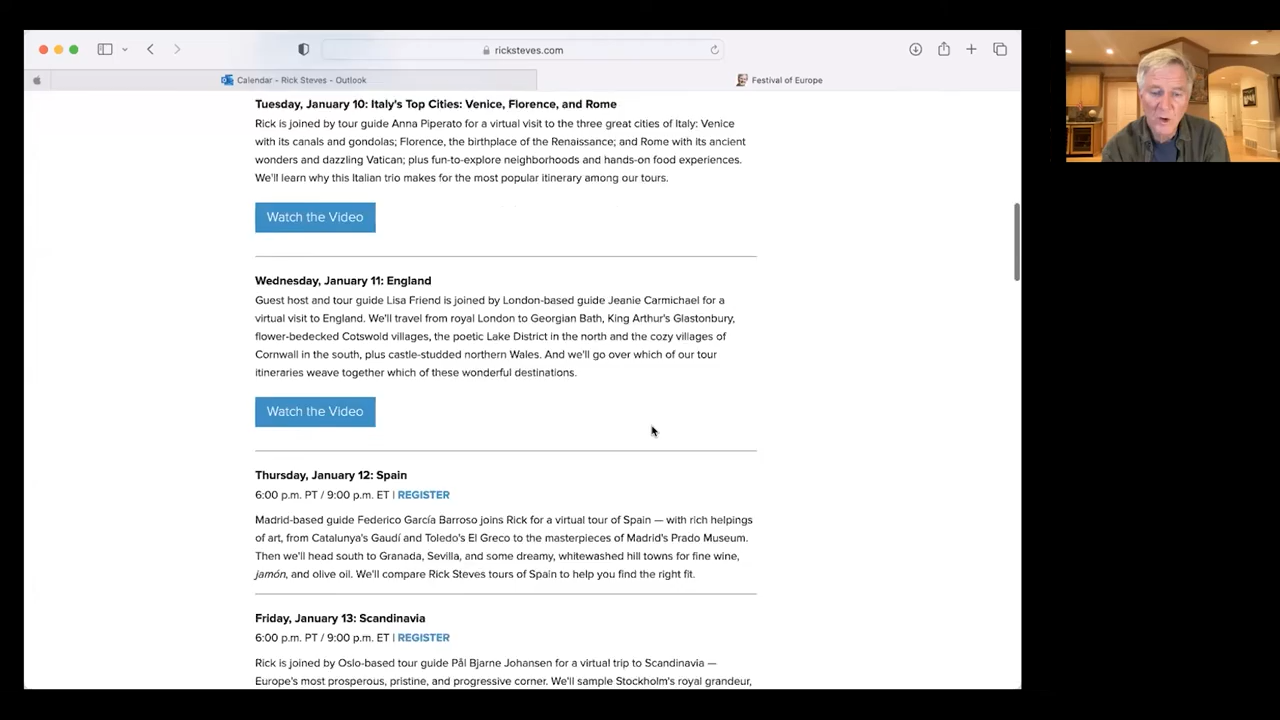 ricksteves.com
Calendar - Rick Steves - Outlook
Festival of Europe
Tuesday, January 10: Italy's Top Cities: Venice, Florence, and Rome
Rick is joined by tour guide Anna Piperato for a virtual visit to the three great cities of Italy: Venice
with its canals and gondolas; Florence, the birthplace of the Renaissance; and Rome with its ancient
wonders and dazzling Vatican; plus fun-to-explore neighborhoods and hands-on food experiences.
We'll learn why this Italian trio makes for the most popular itinerary among our tours.
Watch the Video
Wednesday, January 11: England
Guest host and tour guide Lisa Friend is joined by London-based guide Jeanie Carmichael for a
virtual visit to England. We'll travel from royal London to Georgian Bath, King Arthur's Glastonbury,
flower-bedecked Cotswold villages, the poetic Lake District in the north and the cozy villages of
Cornwall in the south, plus castle-studded northern Wales. And we'll go over which of our tour
itineraries weave together which of these wonderful destinations.
Watch the Video
Thursday, January 12: Spain
6:00 p.m. PT / 9:00 p.m. ET | REGISTER
Madrid-based guide Federico García Barroso joins Rick for a virtual tour of Spain — with rich helpings
of art, from Catalunya's Gaudí and Toledo's El Greco to the masterpieces of Madrid's Prado Museum.
Then we'll head south to Granada, Sevilla, and some dreamy, whitewashed hill towns for fine wine,
jamón, and olive oil. We'll compare Rick Steves tours of Spain to help you find the right fit.
Friday, January 13: Scandinavia
6:00 p.m. PT / 9:00 p.m. ET | REGISTER
Rick is joined by Oslo-based tour guide Pål Bjarne Johansen for a virtual trip to Scandinavia —
Europe's most prosperous, pristine, and progressive corner. We'll sample Stockholm's royal grandeur,